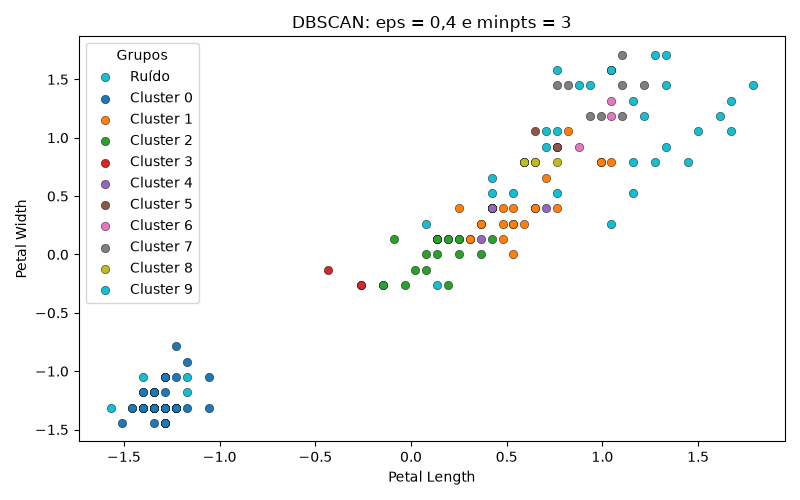 DBSCAN: eps = 0,4 e minpts = 3
Grupos
Ruído
Cluster 0
Cluster 1
Cluster 2
Cluster 3
Cluster 4
Cluster 5
Cluster 6
Cluster 7
Cluster 8
Cluster 9
Petal Width
1.5
1.0
0.5
0.0
−0.5
−1.0
−1.5
−1.5
−1.0
−0.5
0.0
0.5
1.0
1.5
Petal Length